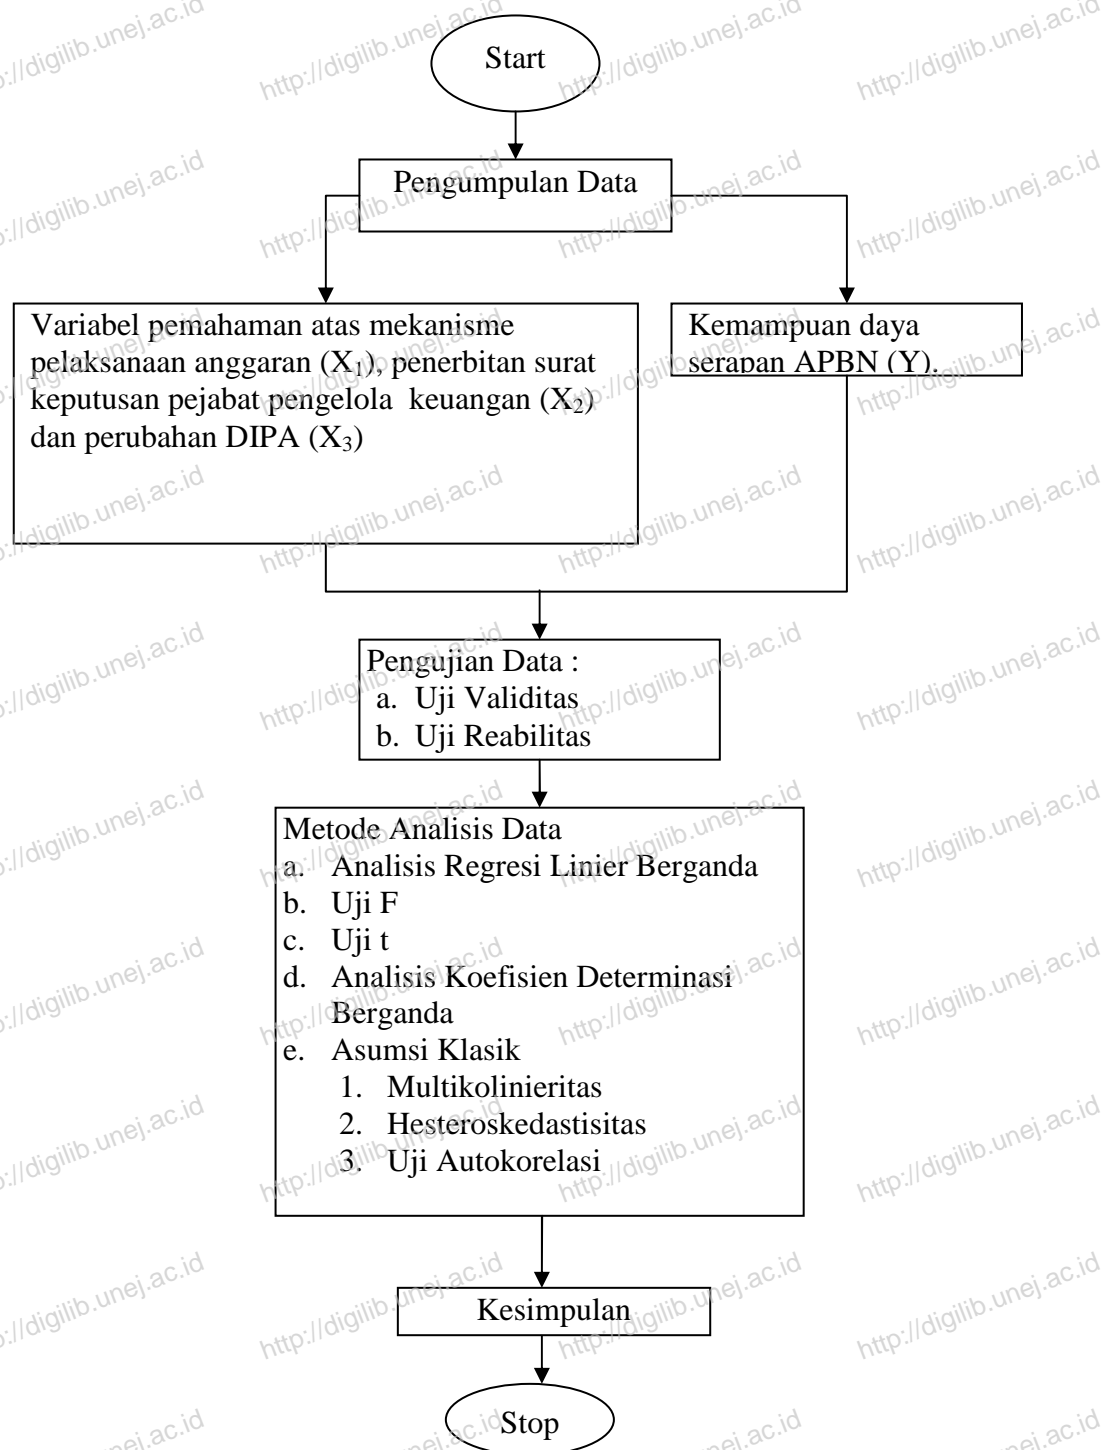 Start
Pengumpulan Data
Variabel pemahaman atas mekanisme
pelaksanaan anggaran (X₁), penerbitan surat
keputusan pejabat pengelola keuangan (X₂)
dan perubahan DIPA (X₃)
Kemampuan daya
serapan APBN (Y).
Pengujian Data :
a. Uji Validitas
b. Uji Reabilitas
Metode Analisis Data
a. Analisis Regresi Linier Berganda
b. Uji F
c. Uji t
d. Analisis Koefisien Determinasi
Berganda
e. Asumsi Klasik
1. Multikolinieritas
2. Hesteroskedastisitas
3. Uji Autokorelasi
Kesimpulan
Stop
http://digilib.unej.ac.id